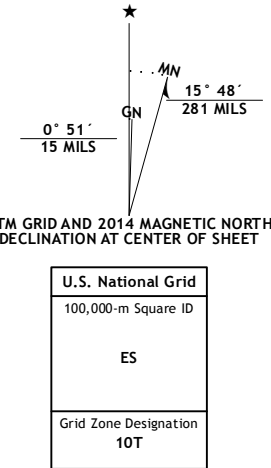 ★
MN
15° 48´
281 MILS
GN
0° 51´
15 MILS
TM GRID AND 2014 MAGNETIC NORTH
DECLINATION AT CENTER OF SHEET
U.S. National Grid
100,000-m Square ID
ES
Grid Zone Designation
10T